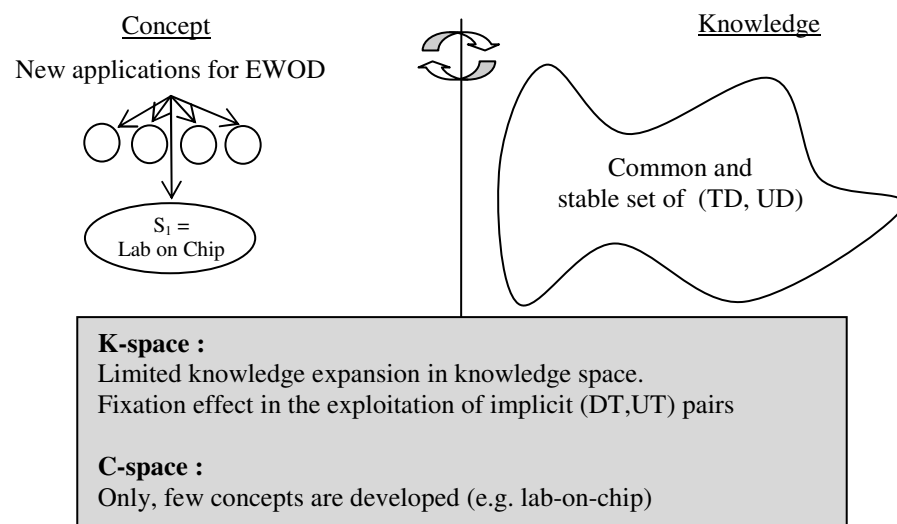 Concept
Knowledge
New applications for EWOD
Common and
stable set of (TD, UD)
S₁ =
Lab on Chip
K-space :
Limited knowledge expansion in knowledge space.
Fixation effect in the exploitation of implicit (DT,UT) pairs
C-space :
Only, few concepts are developed (e.g. lab-on-chip)